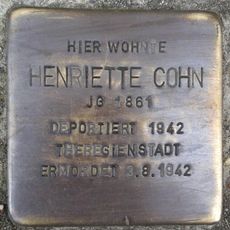 HIER WOHNTE
HENRIETTE COHN
JG 1861
DEPORTIERT 1942
THERESIENSTADT
ERMORDET 3.8.1942